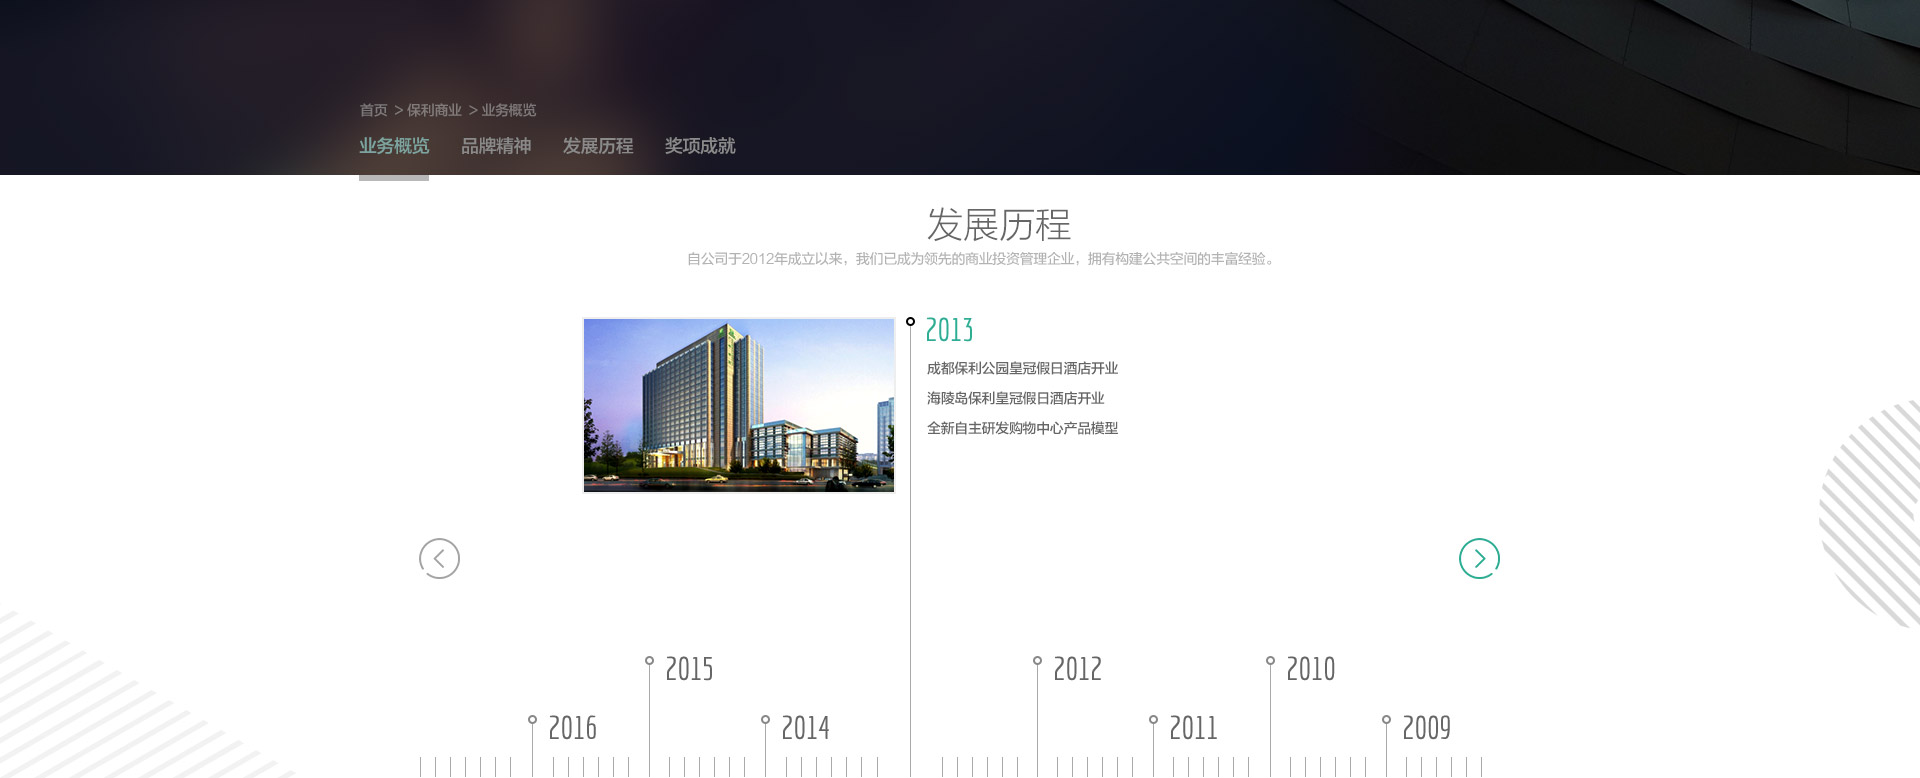 首页 > 保利商业 > 业务概览
业务概览 品牌精神 发展历程 奖项成就
发展历程
自公司于2012年成立以来，我们已成为领先的商业投资管理企业，拥有构建公共空间的丰富经验。
2013
成都保利公园皇冠假日酒店开业
海陵岛保利皇冠假日酒店开业
全新自主研发购物中心产品模型
2015 2012 2010
2016 2014 2011 2009